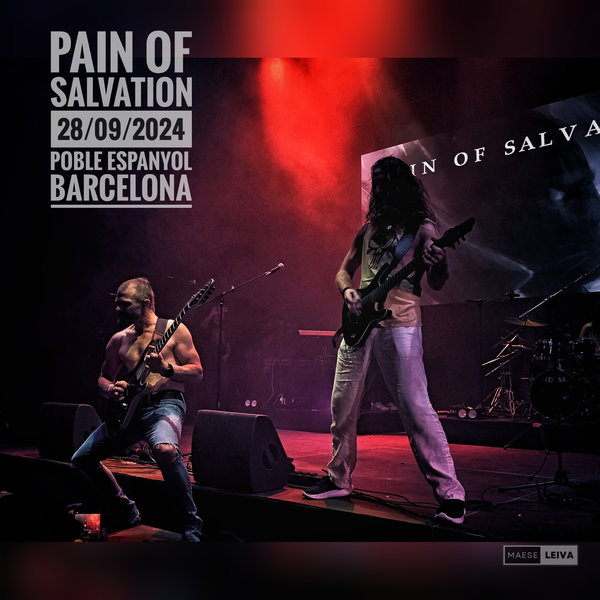 PAIN OF
SALVATION
28/09/2024
POBLE ESPANYOL
BARCELONA
IN OF SALVA
MAESE LEIVA